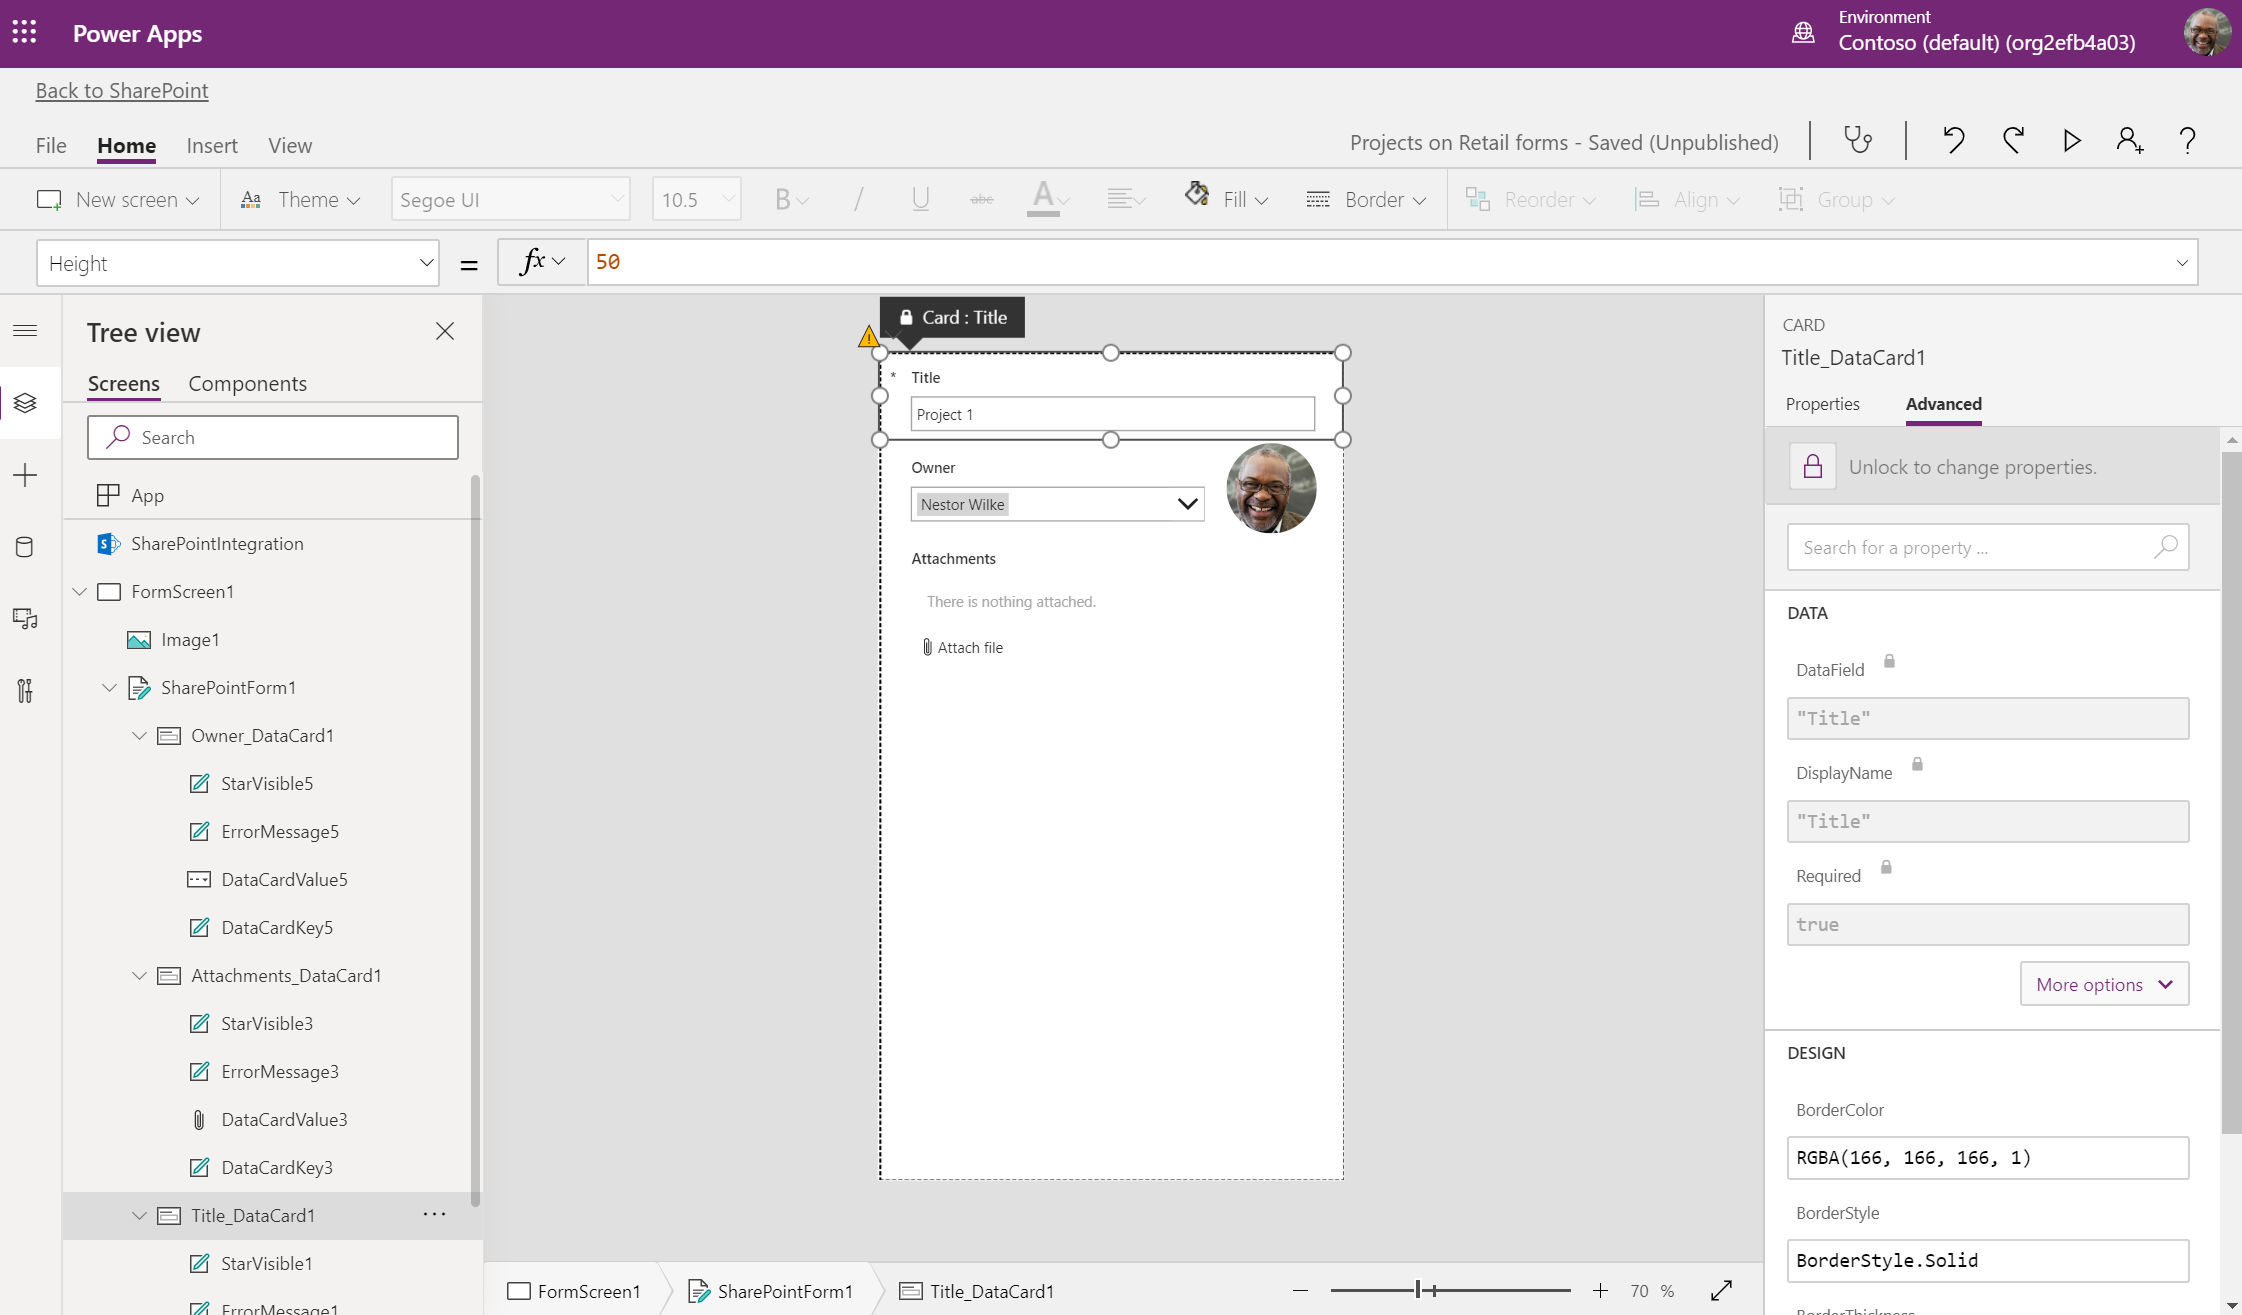 Power Apps
Environment
Contoso (default) (org2efb4a03)
Back to SharePoint
File Home Insert View
Projects on Retail forms - Saved (Unpublished)
New screen Theme Segoe UI 10.5 B / U abc A Fill Border Reorder Align Group
Height = fx 50
Tree view
Screens Components
Search
App
SharePointIntegration
FormScreen1
Image1
SharePointForm1
Owner_DataCard1
StarVisible5
ErrorMessage5
DataCardValue5
DataCardKey5
Attachments_DataCard1
StarVisible3
ErrorMessage3
DataCardValue3
DataCardKey3
Title_DataCard1 ...
StarVisible1
ErrorMessage1
Card : Title
* Title
Project 1
Owner
Nestor Wilke
Attachments
There is nothing attached.
Attach file
FormScreen1 SharePointForm1 Title_DataCard1
70 %
CARD
Title_DataCard1
Properties Advanced
Unlock to change properties.
Search for a property ...
DATA
DataField
"Title"
DisplayName
"Title"
Required
true
More options
DESIGN
BorderColor
RGBA(166, 166, 166, 1)
BorderStyle
BorderStyle.Solid
BorderThickness